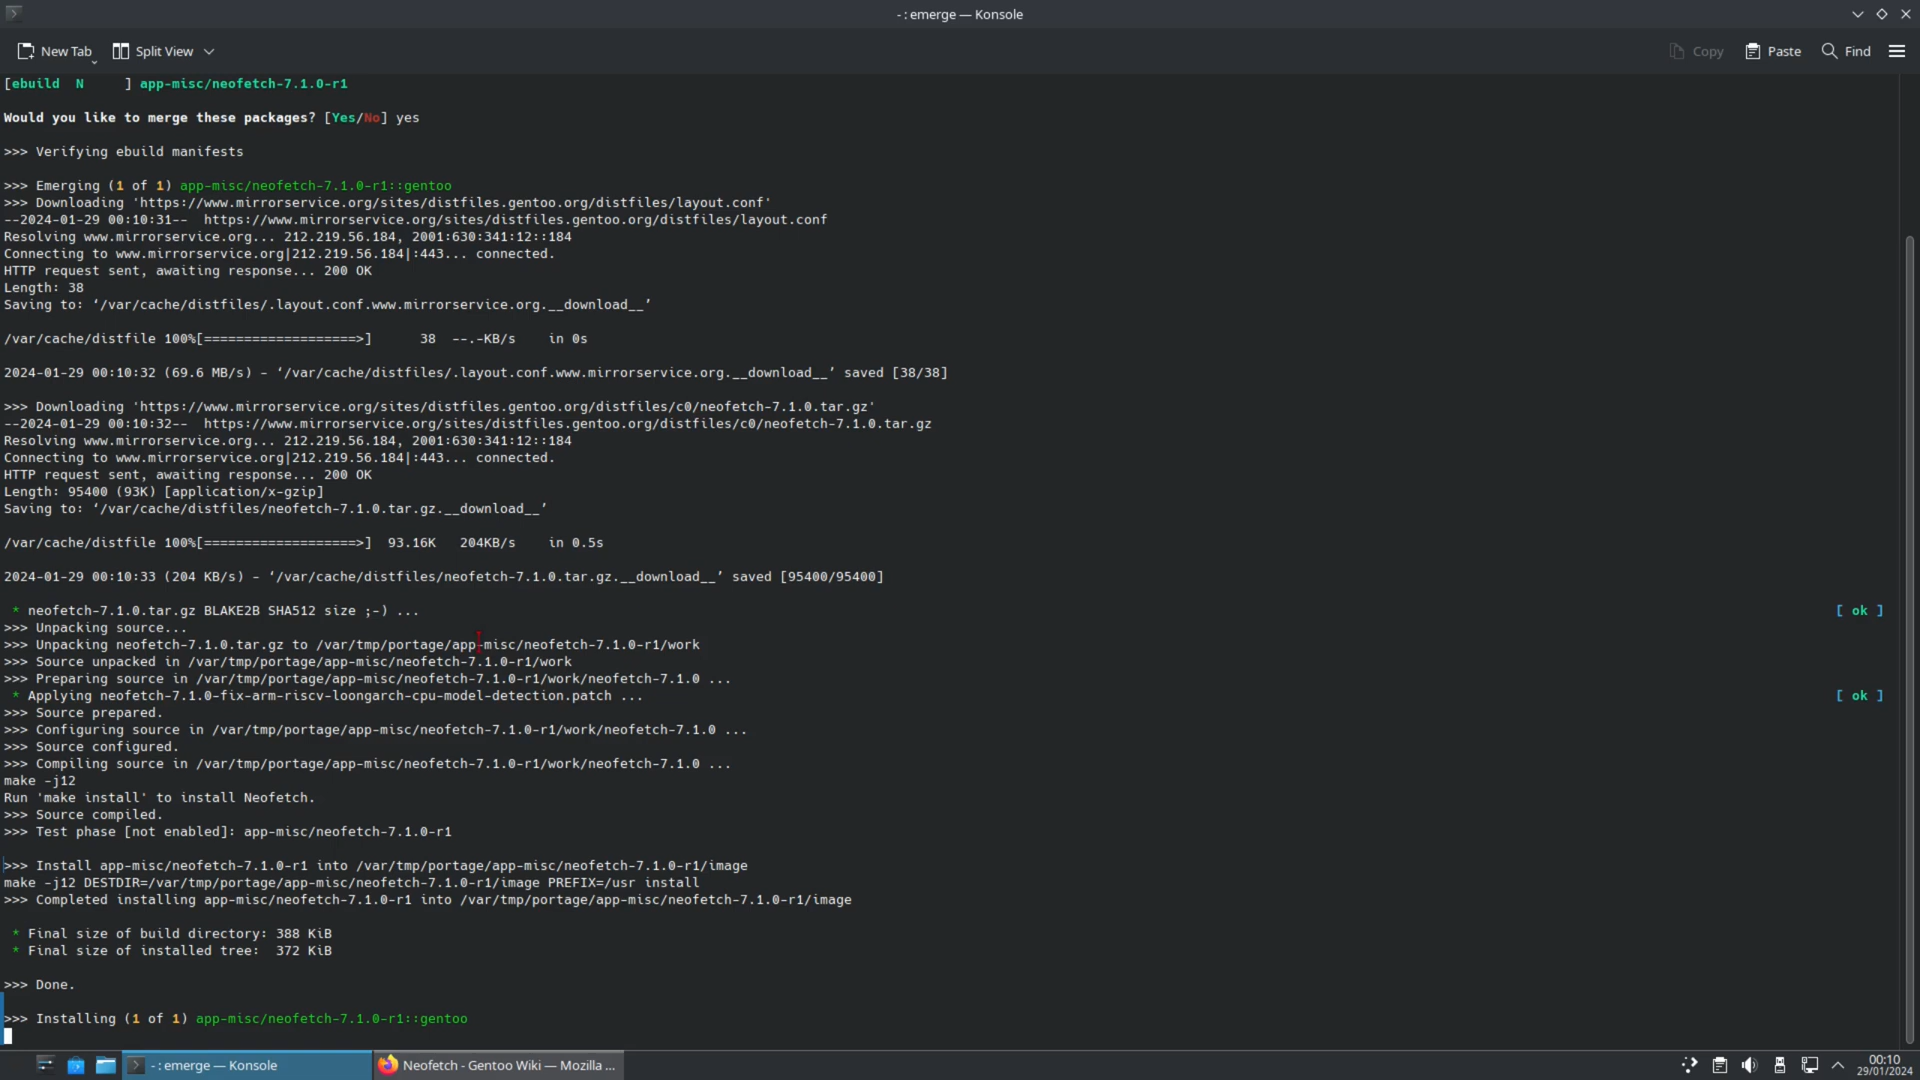 - : emerge — Konsole
New Tab
Split View
Copy
Paste
Find
[ebuild  N     ] app-misc/neofetch-7.1.0-r1
Would you like to merge these packages? [Yes/No] yes
>>> Verifying ebuild manifests
>>> Emerging (1 of 1) app-misc/neofetch-7.1.0-r1::gentoo
>>> Downloading 'https://www.mirrorservice.org/sites/distfiles.gentoo.org/distfiles/layout.conf'
--2024-01-29 00:10:31--  https://www.mirrorservice.org/sites/distfiles.gentoo.org/distfiles/layout.conf
Resolving www.mirrorservice.org... 212.219.56.184, 2001:630:341:12::184
Connecting to www.mirrorservice.org|212.219.56.184|:443... connected.
HTTP request sent, awaiting response... 200 OK
Length: 38
Saving to: ‘/var/cache/distfiles/.layout.conf.www.mirrorservice.org.__download__’
/var/cache/distfile 100%[===================>]      38  --.-KB/s    in 0s
2024-01-29 00:10:32 (69.6 MB/s) - ‘/var/cache/distfiles/.layout.conf.www.mirrorservice.org.__download__’ saved [38/38]
>>> Downloading 'https://www.mirrorservice.org/sites/distfiles.gentoo.org/distfiles/c0/neofetch-7.1.0.tar.gz'
--2024-01-29 00:10:32--  https://www.mirrorservice.org/sites/distfiles.gentoo.org/distfiles/c0/neofetch-7.1.0.tar.gz
Resolving www.mirrorservice.org... 212.219.56.184, 2001:630:341:12::184
Connecting to www.mirrorservice.org|212.219.56.184|:443... connected.
HTTP request sent, awaiting response... 200 OK
Length: 95400 (93K) [application/x-gzip]
Saving to: ‘/var/cache/distfiles/neofetch-7.1.0.tar.gz.__download__’
/var/cache/distfile 100%[===================>]  93.16K   204KB/s    in 0.5s
2024-01-29 00:10:33 (204 KB/s) - ‘/var/cache/distfiles/neofetch-7.1.0.tar.gz.__download__’ saved [95400/95400]
* neofetch-7.1.0.tar.gz BLAKE2B SHA512 size ;-) ... [ ok ]
>>> Unpacking source...
>>> Unpacking neofetch-7.1.0.tar.gz to /var/tmp/portage/app-misc/neofetch-7.1.0-r1/work
>>> Source unpacked in /var/tmp/portage/app-misc/neofetch-7.1.0-r1/work
>>> Preparing source in /var/tmp/portage/app-misc/neofetch-7.1.0-r1/work/neofetch-7.1.0 ...
* Applying neofetch-7.1.0-fix-arm-riscv-loongarch-cpu-model-detection.patch ... [ ok ]
>>> Source prepared.
>>> Configuring source in /var/tmp/portage/app-misc/neofetch-7.1.0-r1/work/neofetch-7.1.0 ...
>>> Source configured.
>>> Compiling source in /var/tmp/portage/app-misc/neofetch-7.1.0-r1/work/neofetch-7.1.0 ...
make -j12
Run 'make install' to install Neofetch.
>>> Source compiled.
>>> Test phase [not enabled]: app-misc/neofetch-7.1.0-r1
>>> Install app-misc/neofetch-7.1.0-r1 into /var/tmp/portage/app-misc/neofetch-7.1.0-r1/image
make -j12 DESTDIR=/var/tmp/portage/app-misc/neofetch-7.1.0-r1/image PREFIX=/usr install
>>> Completed installing app-misc/neofetch-7.1.0-r1 into /var/tmp/portage/app-misc/neofetch-7.1.0-r1/image
* Final size of build directory: 388 KiB
* Final size of installed tree:  372 KiB
>>> Done.
>>> Installing (1 of 1) app-misc/neofetch-7.1.0-r1::gentoo
- : emerge — Konsole
Neofetch - Gentoo Wiki — Mozilla ...
00:10
29/01/2024